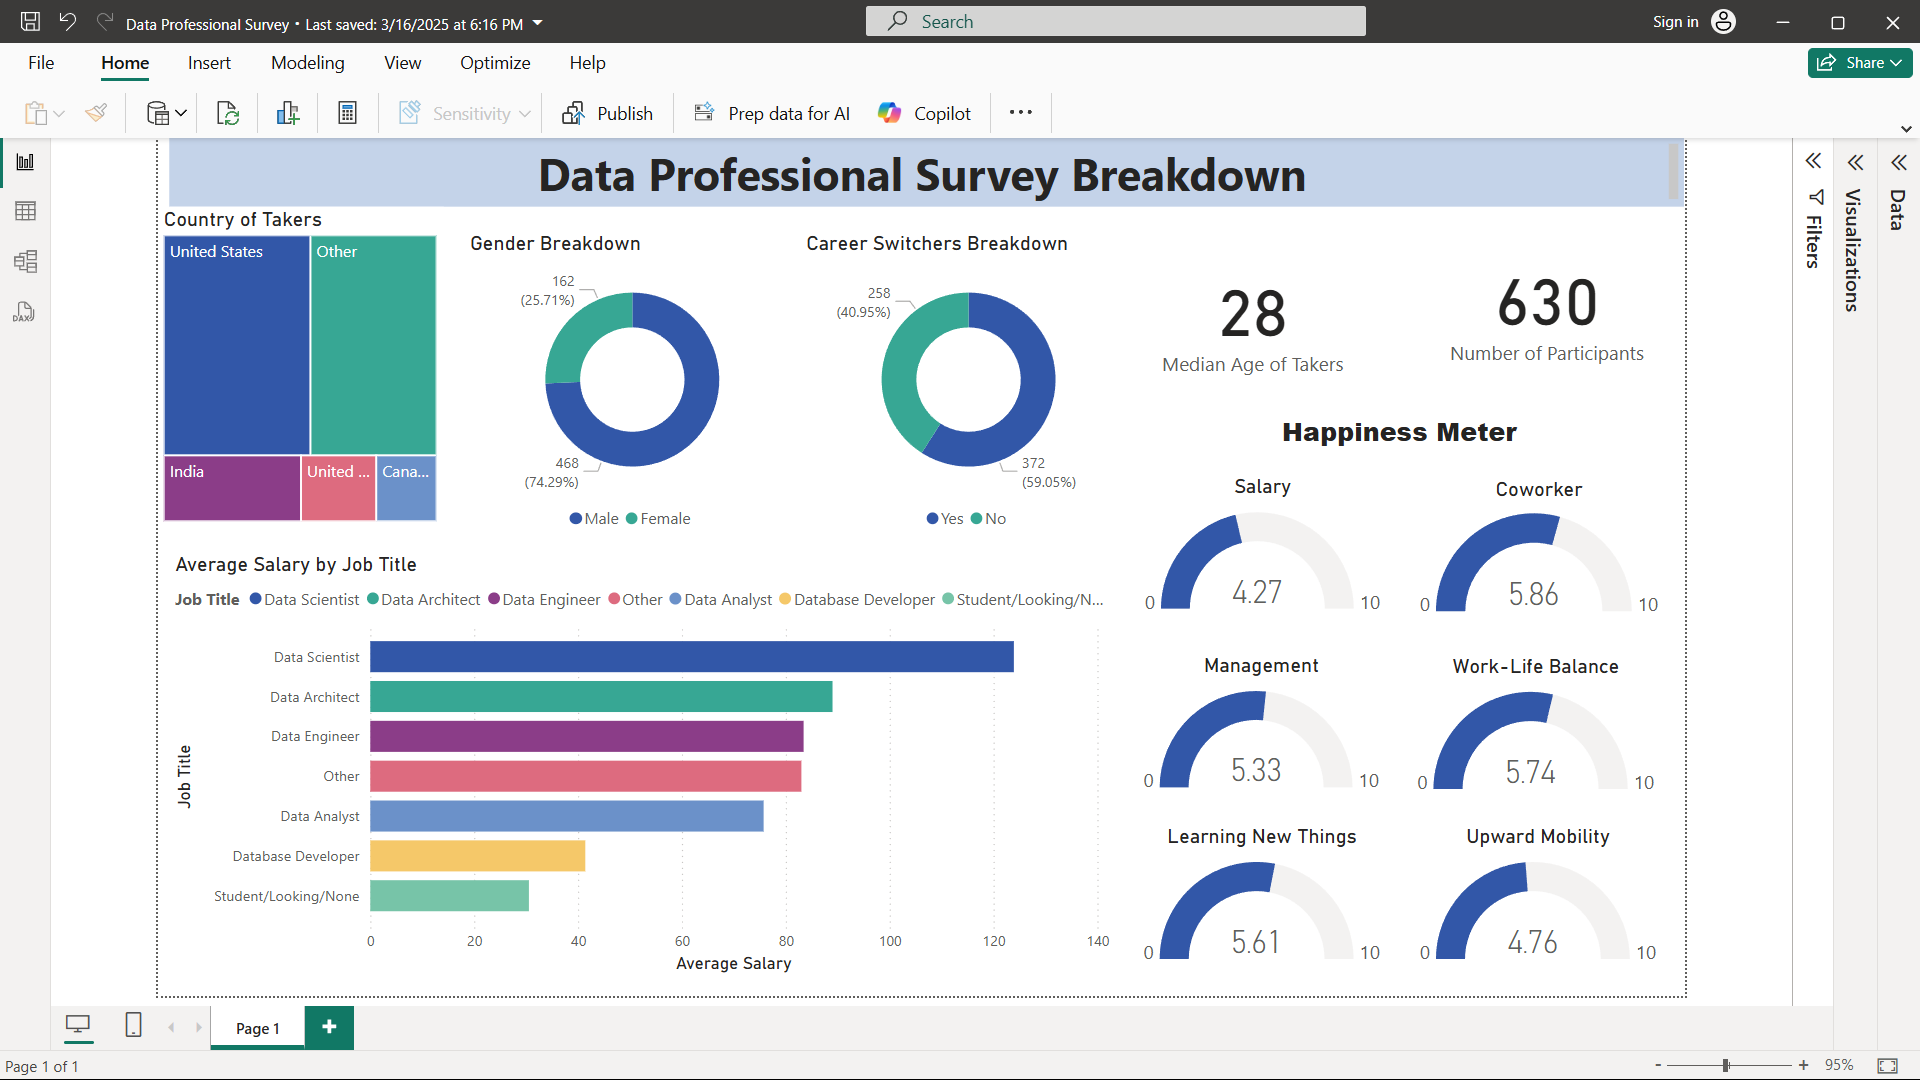 Data Professional Survey • Last saved: 3/16/2025 at 6:16 PM
Search
Sign in
File Home Insert Modeling View Optimize Help
Share
Sensitivity
Publish
Prep data for AI
Copilot
DAX
Data Professional Survey Breakdown
Filters
Visualizations
Data
Country of Takers
United States
Other
India
United ...
Cana...
Gender Breakdown
162
(25.71%)
468
(74.29%)
Male Female
Career Switchers Breakdown
258
(40.95%)
372
(59.05%)
Yes No
28
Median Age of Takers
630
Number of Participants
Happiness Meter
Salary
0 4.27 10
Coworker
0 5.86 10
Management
0 5.33 10
Work-Life Balance
0 5.74 10
Learning New Things
0 5.61 10
Upward Mobility
0 4.76 10
Average Salary by Job Title
Job Title Data Scientist Data Architect Data Engineer Other Data Analyst Database Developer Student/Looking/N...
Job Title
Data Scientist
Data Architect
Data Engineer
Other
Data Analyst
Database Developer
Student/Looking/None
0 20 40 60 80 100 120 140
Average Salary
Page 1
Page 1 of 1
- + 95%